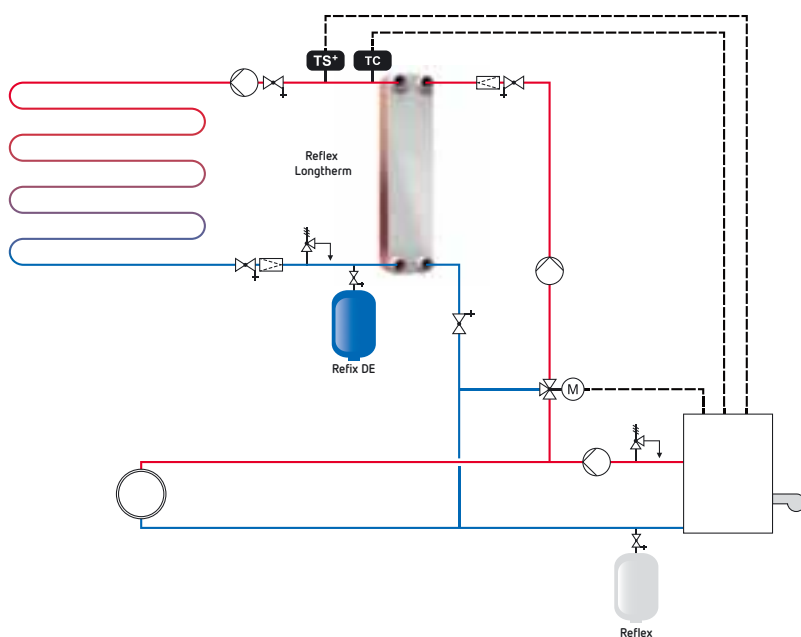 TS+
TC
Reflex
Longtherm
Refix DE
M
Reflex